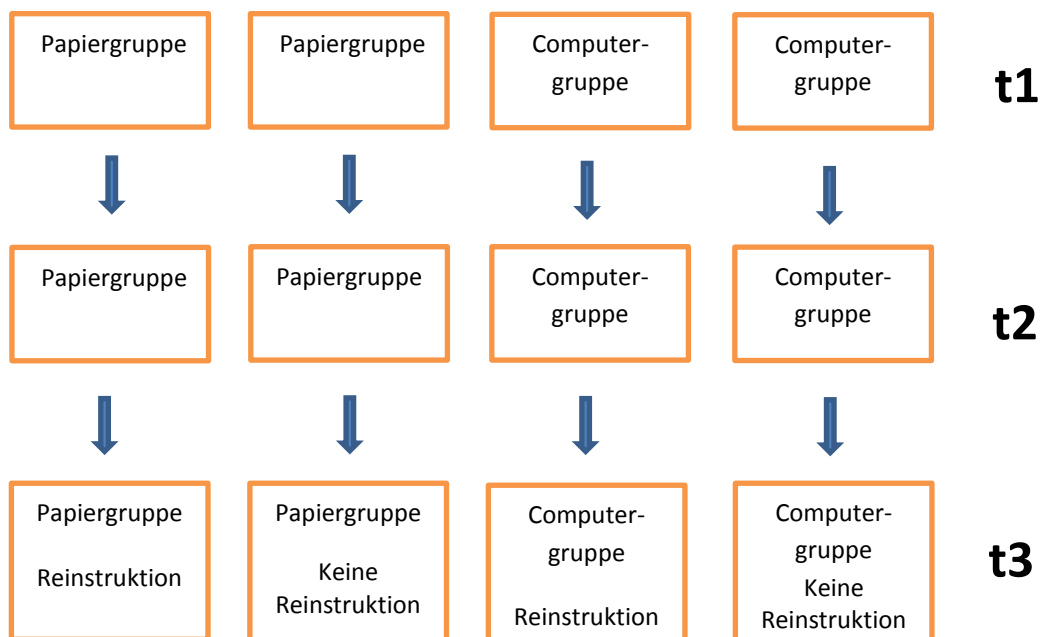 Papiergruppe
Papiergruppe
Computer-
gruppe
Computer-
gruppe
t1
Papiergruppe
Papiergruppe
Computer-
gruppe
Computer-
gruppe
t2
Papiergruppe
Reinstruktion
Papiergruppe
Keine
Reinstruktion
Computer-
gruppe
Reinstruktion
Computer-
gruppe
Keine
Reinstruktion
t3